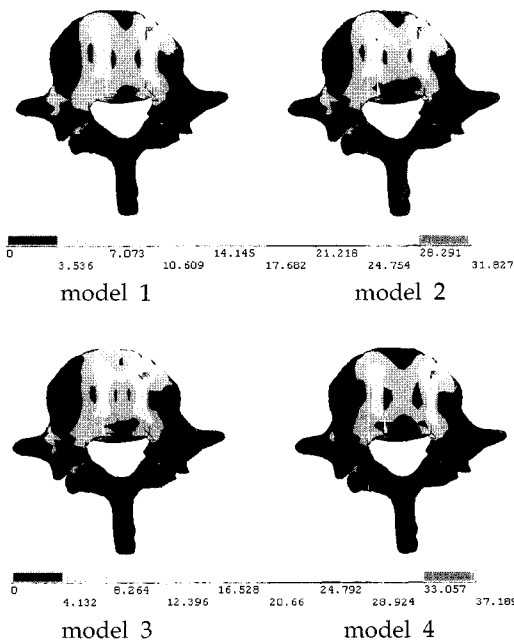 0 7.073 14.145 21.218 28.291
3.536 10.609 17.682 24.754 31.827
model 1 model 2
0 8.264 16.528 24.792 33.057
4.132 12.396 20.66 28.924 37.189
model 3 model 4